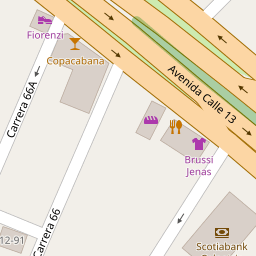 Fiorenzi
Copacabana
Avenida Calle 13
Carrera 66A
Brussi
Jenas
Carrera 66
12-91
Scotiabank